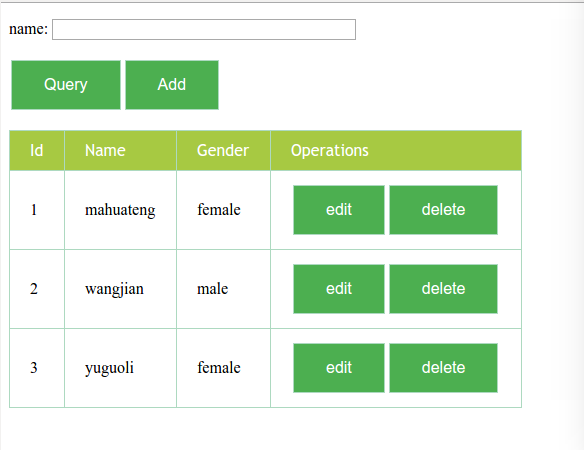 name:
Query Add
Id Name Gender Operations
1 mahuateng female edit delete
2 wangjian male edit delete
3 yuguoli female edit delete